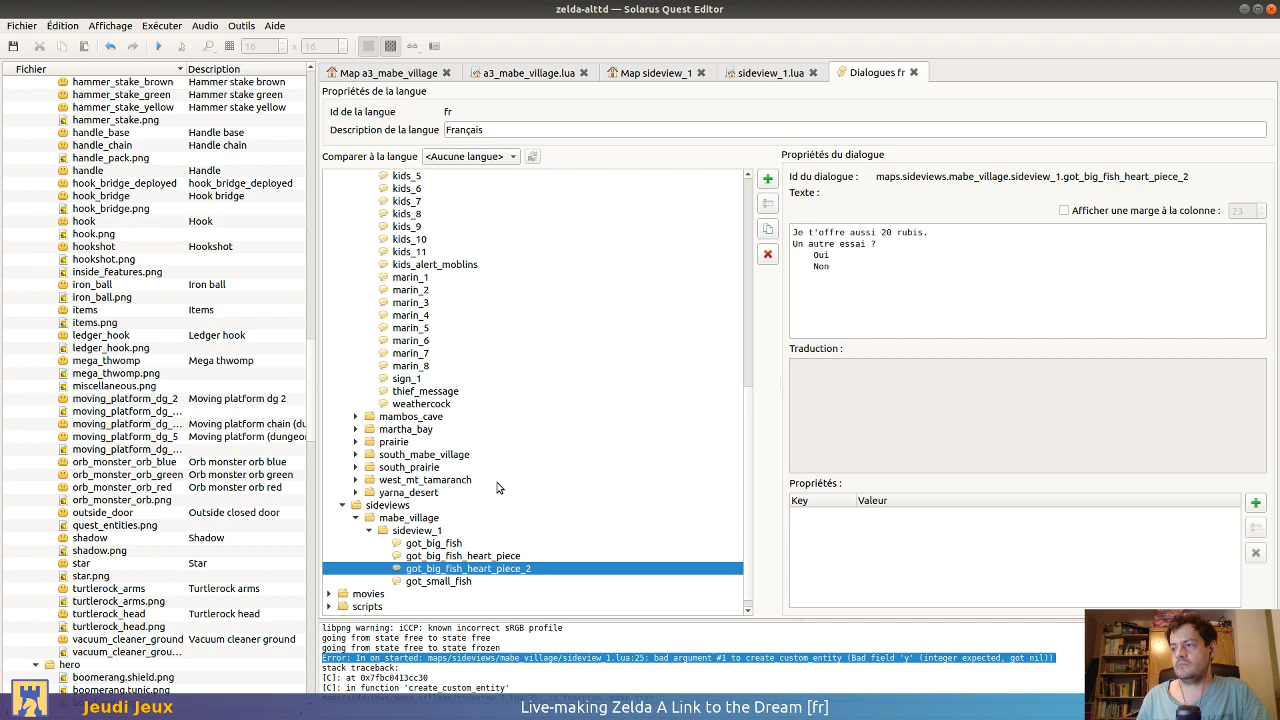 zelda-alttd — Solarus Quest Editor
Fichier Édition Affichage Exécuter Audio Outils Aide
16 x 16
Fichier Description
Map a3_mabe_village a3_mabe_village.lua Map sideview_1 sideview_1.lua Dialogues fr
hammer_stake_brown Hammer stake brown
hammer_stake_green Hammer stake green
hammer_stake_yellow Hammer stake yellow
hammer_stake.png
handle_base Handle base
handle_chain Handle chain
handle_pack.png
handle Handle
hook_bridge_deployed hook_bridge_deployed
hook_bridge Hook bridge
hook_bridge.png
hook Hook
hook.png
hookshot Hookshot
hookshot.png
inside_features.png
iron_ball Iron ball
iron_ball.png
items Items
items.png
ledger_hook Ledger hook
ledger_hook.png
mega_thwomp Mega thwomp
mega_thwomp.png
miscellaneous.png
moving_platform_dg_2 Moving platform dg 2
moving_platform_dg_...
moving_platform_dg_... Moving platform chain (du
moving_platform_dg_5 Moving platform (dungeo
moving_platform_dg_...
orb_monster_orb_blue Orb monster orb blue
orb_monster_orb_green Orb monster orb green
orb_monster_orb_red Orb monster orb red
orb_monster_orb.png
outside_door Outside closed door
quest_entities.png
shadow Shadow
shadow.png
star Star
star.png
turtlerock_arms Turtlerock arms
turtlerock_arms.png
turtlerock_head Turtlerock head
turtlerock_head.png
vacuum_cleaner_ground Vacuum cleaner ground
vacuum_cleaner_grou...
hero
boomerang.shield.png
boomerang.tunic.png
Propriétés de la langue
Id de la langue fr
Description de la langue Français
Comparer à la langue <Aucune langue>
kids_5
kids_6
kids_7
kids_8
kids_9
kids_10
kids_11
kids_alert_moblins
marin_1
marin_2
marin_3
marin_4
marin_5
marin_6
marin_7
marin_8
sign_1
thief_message
weathercock
mambos_cave
martha_bay
prairie
south_mabe_village
south_prairie
west_mt_tamaranch
yarna_desert
sideviews
mabe_village
sideview_1
got_big_fish
got_big_fish_heart_piece
got_big_fish_heart_piece_2
got_small_fish
movies
scripts
Propriétés du dialogue
Id du dialogue : maps.sideviews.mabe_village.sideview_1.got_big_fish_heart_piece_2
Texte :
Afficher une marge à la colonne : 23
Je t'offre aussi 20 rubis.
Un autre essai ?
Oui
Non
Traduction :
Propriétés :
Key Valeur
libpng warning: iCCP: known incorrect sRGB profile
going from state free to state free
going from state free to state frozen
Error: In on_started: maps/sideviews/mabe_village/sideview_1.lua:25: bad argument #1 to create_custom_entity (Bad field 'y' (integer expected, got nil))
stack traceback:
[C]: at 0x7fbc0413cc30
[C]: in function 'create_custom_entity'
Jeudi Jeux
Live-making Zelda A Link to the Dream [fr]